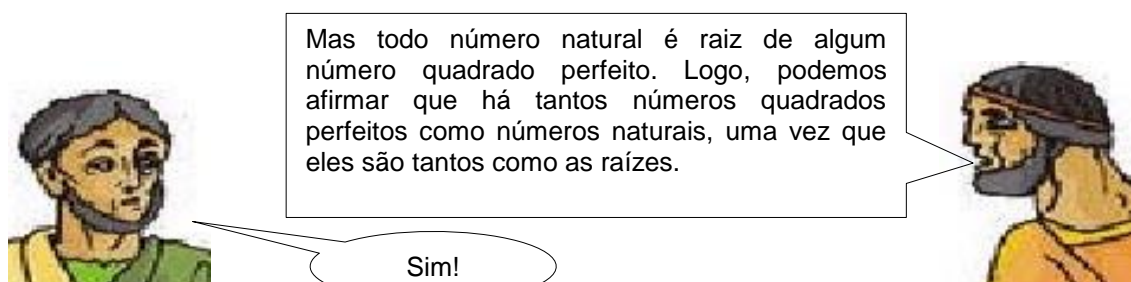 Mas todo número natural é raiz de algum
número quadrado perfeito. Logo, podemos
afirmar que há tantos números quadrados
perfeitos como números naturais, uma vez que
eles são tantos como as raízes.
Sim!